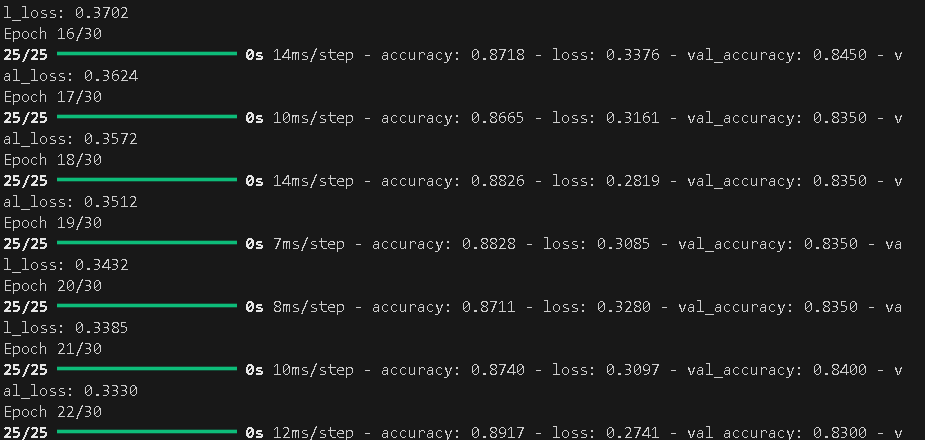 l_loss: 0.3702
Epoch 16/30
25/25 0s 14ms/step - accuracy: 0.8718 - loss: 0.3376 - val_accuracy: 0.8450 - v
al_loss: 0.3624
Epoch 17/30
25/25 0s 10ms/step - accuracy: 0.8665 - loss: 0.3161 - val_accuracy: 0.8350 - v
al_loss: 0.3572
Epoch 18/30
25/25 0s 14ms/step - accuracy: 0.8826 - loss: 0.2819 - val_accuracy: 0.8350 - v
al_loss: 0.3512
Epoch 19/30
25/25 0s 7ms/step - accuracy: 0.8828 - loss: 0.3085 - val_accuracy: 0.8350 - va
l_loss: 0.3432
Epoch 20/30
25/25 0s 8ms/step - accuracy: 0.8711 - loss: 0.3280 - val_accuracy: 0.8350 - va
l_loss: 0.3385
Epoch 21/30
25/25 0s 10ms/step - accuracy: 0.8740 - loss: 0.3097 - val_accuracy: 0.8400 - v
al_loss: 0.3330
Epoch 22/30
25/25 0s 12ms/step - accuracy: 0.8917 - loss: 0.2741 - val_accuracy: 0.8300 - v